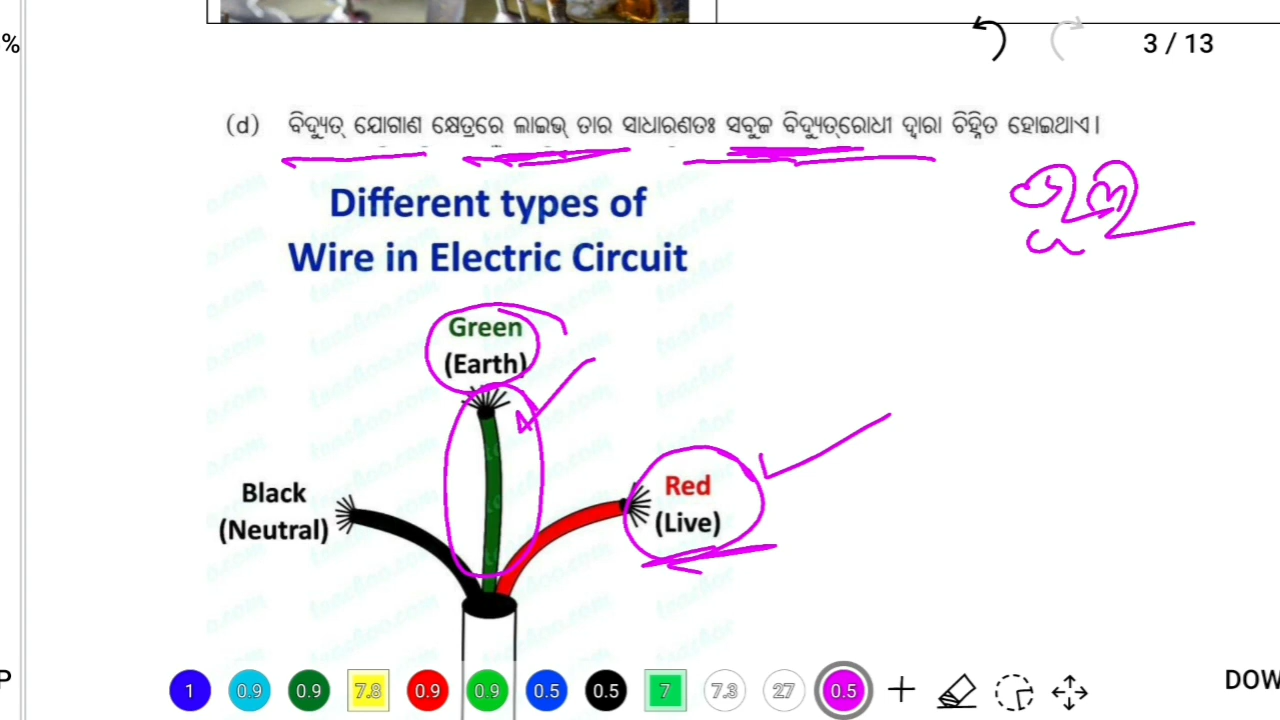 %
3 / 13
(d) ବିଦ୍ୟୁତ୍ ଯୋଗାଣ କ୍ଷେତ୍ରରେ ଲାଇଭ୍ ତାର ସାଧାରଣତଃ ସବୁଜ ବିଦ୍ୟୁତ୍‌ରୋଧୀ ଦ୍ୱାରା ଚିହ୍ନିତ ହୋଇଥାଏ।
ଭୁଲ
Different types of
Wire in Electric Circuit
Green
(Earth)
Black
(Neutral)
Red
(Live)
P
1 0.9 0.9 7.8 0.9 0.9 0.5 0.5 7 7.3 27 0.5
DOW